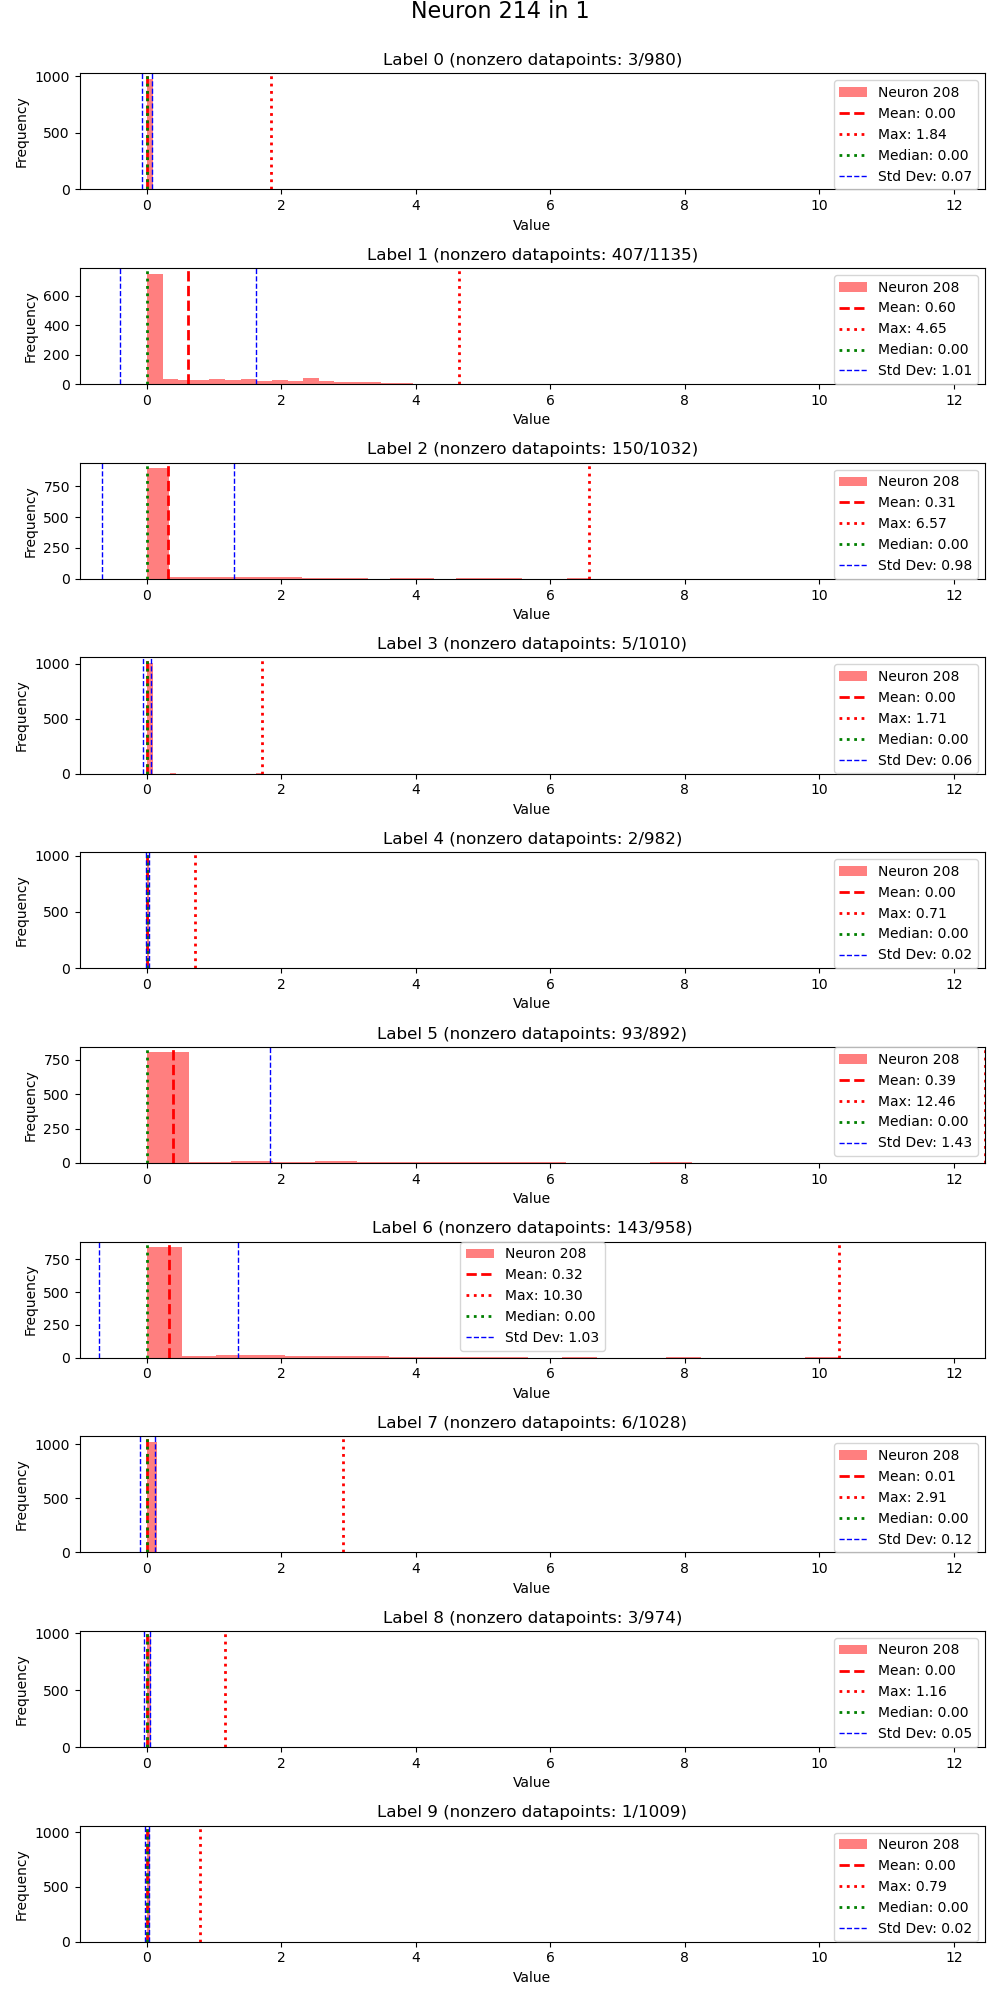 Neuron 214 in 1
Label 0 (nonzero datapoints: 3/980)
Frequency
1000
500
0
Neuron 208
Mean: 0.00
Max: 1.84
Median: 0.00
Std Dev: 0.07
0 2 4 6 8 10 12
Value
Label 1 (nonzero datapoints: 407/1135)
Frequency
600
400
200
0
Neuron 208
Mean: 0.60
Max: 4.65
Median: 0.00
Std Dev: 1.01
0 2 4 6 8 10 12
Value
Label 2 (nonzero datapoints: 150/1032)
Frequency
750
500
250
0
Neuron 208
Mean: 0.31
Max: 6.57
Median: 0.00
Std Dev: 0.98
0 2 4 6 8 10 12
Value
Label 3 (nonzero datapoints: 5/1010)
Frequency
1000
500
0
Neuron 208
Mean: 0.00
Max: 1.71
Median: 0.00
Std Dev: 0.06
0 2 4 6 8 10 12
Value
Label 4 (nonzero datapoints: 2/982)
Frequency
1000
500
0
Neuron 208
Mean: 0.00
Max: 0.71
Median: 0.00
Std Dev: 0.02
0 2 4 6 8 10 12
Value
Label 5 (nonzero datapoints: 93/892)
Frequency
750
500
250
0
Neuron 208
Mean: 0.39
Max: 12.46
Median: 0.00
Std Dev: 1.43
0 2 4 6 8 10 12
Value
Label 6 (nonzero datapoints: 143/958)
Frequency
750
500
250
0
Neuron 208
Mean: 0.32
Max: 10.30
Median: 0.00
Std Dev: 1.03
0 2 4 6 8 10 12
Value
Label 7 (nonzero datapoints: 6/1028)
Frequency
1000
500
0
Neuron 208
Mean: 0.01
Max: 2.91
Median: 0.00
Std Dev: 0.12
0 2 4 6 8 10 12
Value
Label 8 (nonzero datapoints: 3/974)
Frequency
1000
500
0
Neuron 208
Mean: 0.00
Max: 1.16
Median: 0.00
Std Dev: 0.05
0 2 4 6 8 10 12
Value
Label 9 (nonzero datapoints: 1/1009)
Frequency
1000
500
0
Neuron 208
Mean: 0.00
Max: 0.79
Median: 0.00
Std Dev: 0.02
0 2 4 6 8 10 12
Value